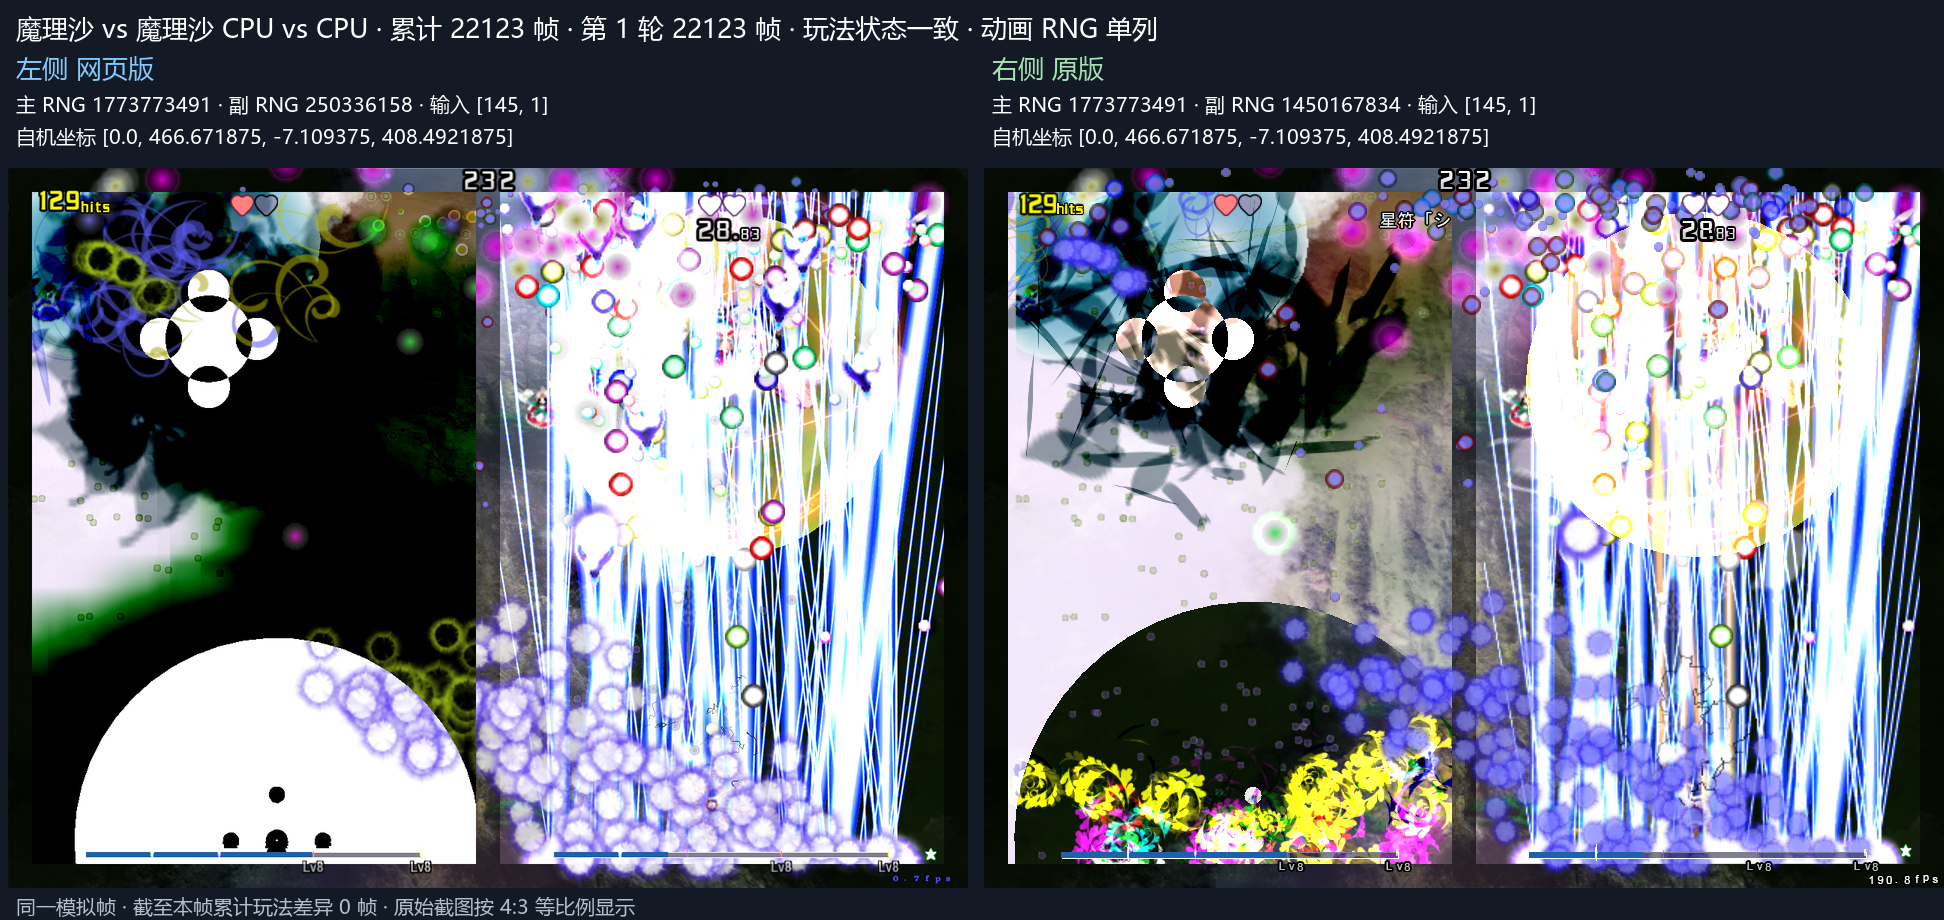 魔理沙 vs 魔理沙 CPU vs CPU · 累计 22123 帧 · 第 1 轮 22123 帧 · 玩法状态一致 · 动画 RNG 单列
左侧 网页版
主 RNG 1773773491 · 副 RNG 250336158 · 输入 [145, 1]
自机坐标 [0.0, 466.671875, -7.109375, 408.4921875]
右侧 原版
主 RNG 1773773491 · 副 RNG 1450167834 · 输入 [145, 1]
自机坐标 [0.0, 466.671875, -7.109375, 408.4921875]
232
129hits
28.83
Lv8
Lv8
Lv8
Lv8
0.7fps
232
129hits
星符「シ
28.83
Lv8
Lv8
Lv8
Lv8
190.8fps
同一模拟帧 · 截至本帧累计玩法差异 0 帧 · 原始截图按 4:3 等比例显示